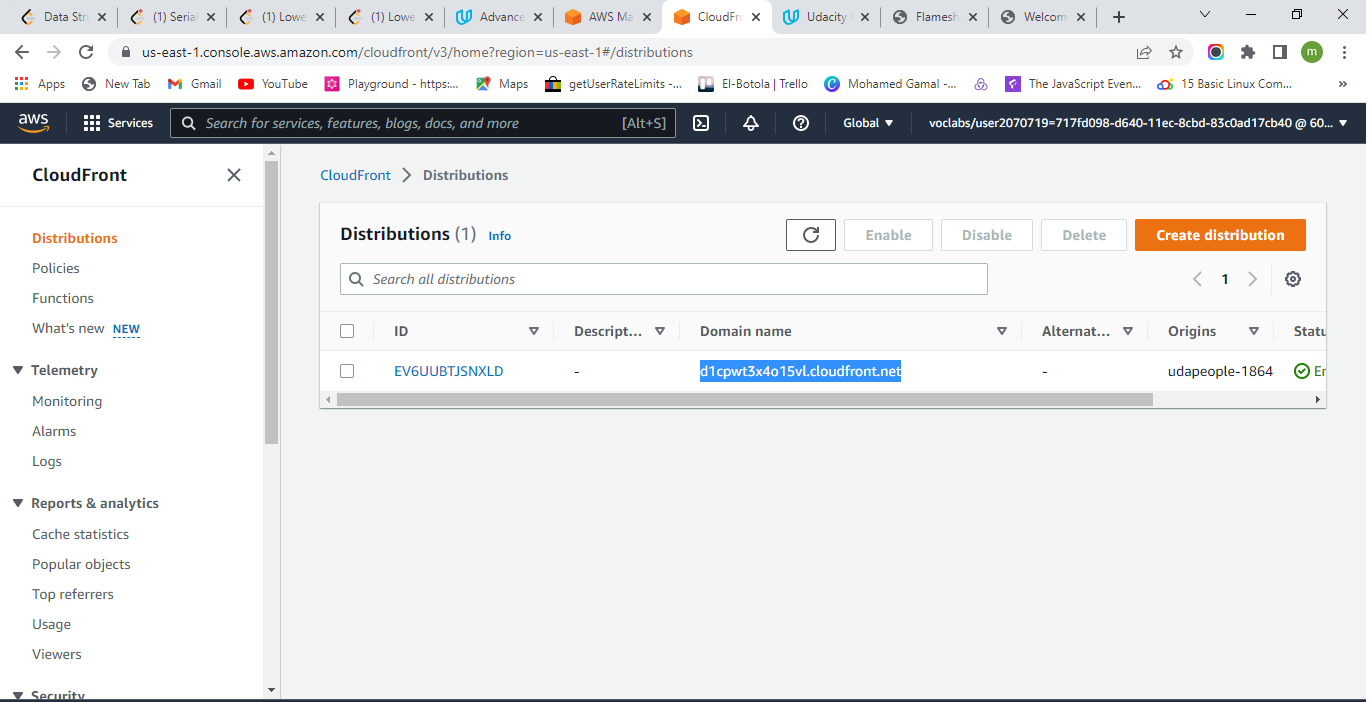 Data Stru (1) Serial (1) Lowe (1) Lowe Advance AWS Ma CloudFro Udacity Flamesh Welcom
us-east-1.console.aws.amazon.com/cloudfront/v3/home?region=us-east-1#/distributions m
Apps New Tab Gmail YouTube Playground - https:... Maps getUserRateLimits -... El-Botola | Trello Mohamed Gamal -... The JavaScript Even... 15 Basic Linux Com... »
aws Services Search for services, features, blogs, docs, and more [Alt+S] Global voclabs/user2070719=717fd098-d640-11ec-8cbd-83c0ad17cb40 @ 60...
CloudFront
Distributions
Policies
Functions
What's new NEW
Telemetry
Monitoring
Alarms
Logs
Reports & analytics
Cache statistics
Popular objects
Top referrers
Usage
Viewers
Security
CloudFront Distributions
Distributions (1) Info Enable Disable Delete Create distribution
Search all distributions 1
ID Descript... Domain name Alternat... Origins Statu
EV6UUBTJSNXLD - d1cpwt3x4o15vl.cloudfront.net - udapeople-1864 En